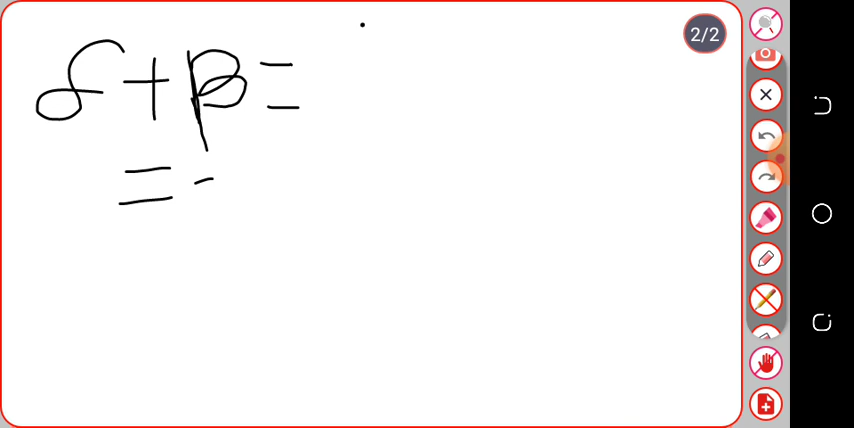 2/2
δ+β=
= -